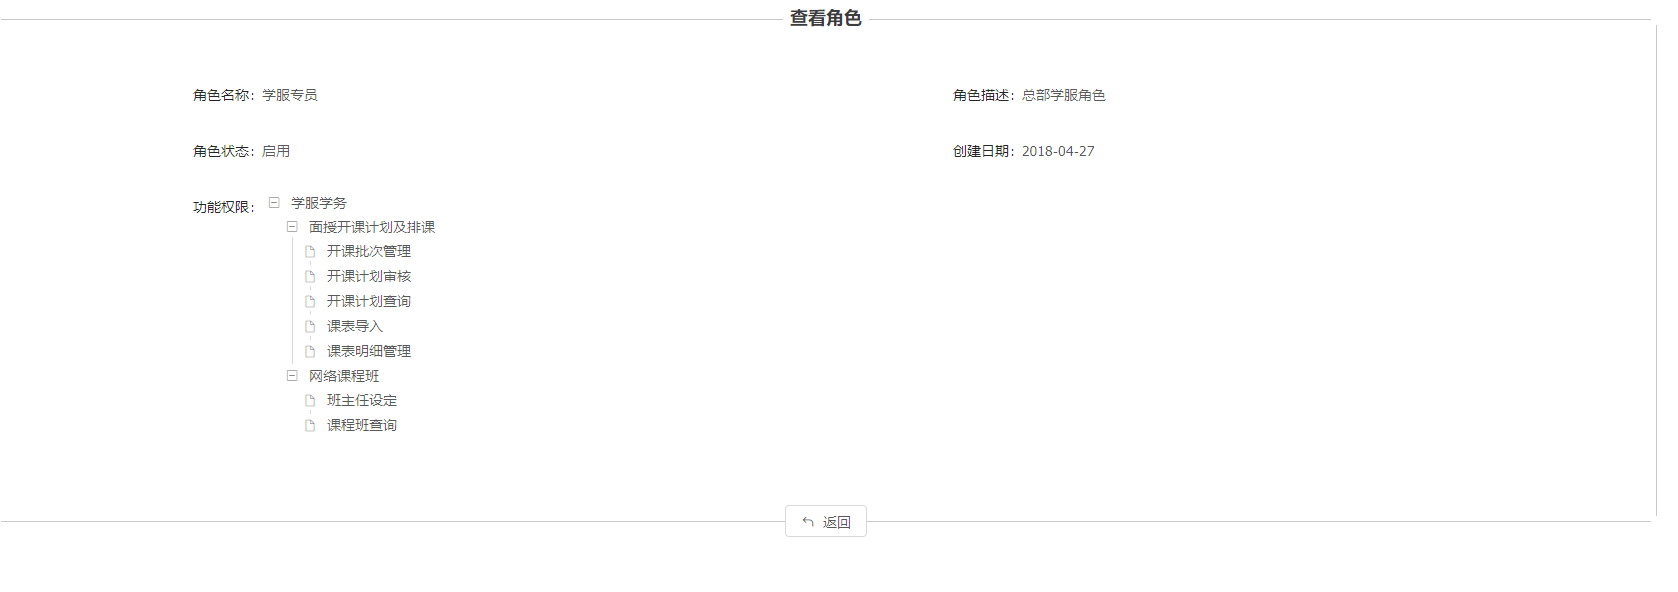 查看角色
角色名称：学服专员
角色描述：总部学服角色
角色状态：启用
创建日期：2018-04-27
功能权限：
学服学务
面授开课计划及排课
开课批次管理
开课计划审核
开课计划查询
课表导入
课表明细管理
网络课程班
班主任设定
课程班查询
返回